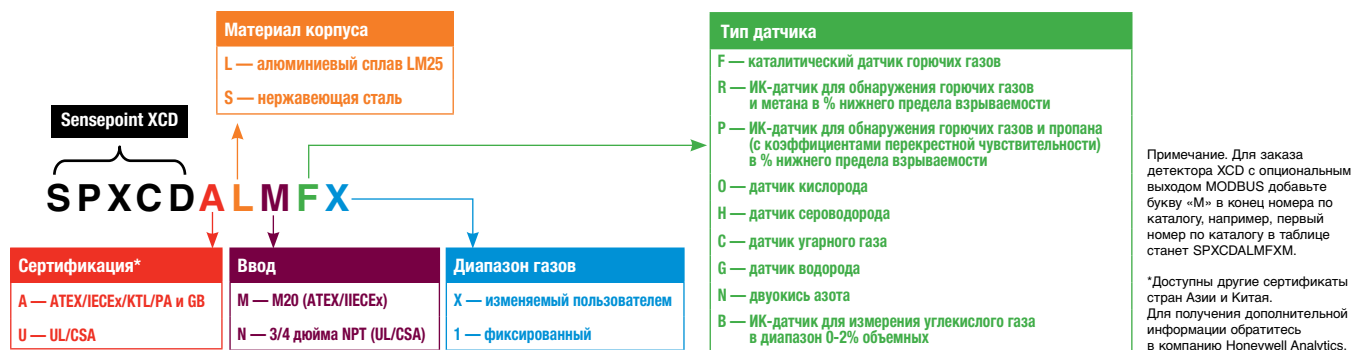 Материал корпуса
L — алюминиевый сплав LM25
S — нержавеющая сталь
Sensepoint XCD
SPXCDALMFX
Сертификация*
A — ATEX/IECEx/KTL/PA и GB
U — UL/CSA
Ввод
M — M20 (ATEX/IIECEx)
N — 3/4 дюйма NPT (UL/CSA)
Диапазон газов
X — изменяемый пользователем
1 — фиксированный
Тип датчика
F — каталитический датчик горючих газов
R — ИК-датчик для обнаружения горючих газов
и метана в % нижнего предела взрываемости
P — ИК-датчик для обнаружения горючих газов и пропана
(с коэффициентами перекрестной чувствительности)
в % нижнего предела взрываемости
O — датчик кислорода
H — датчик сероводорода
C — датчик угарного газа
G — датчик водорода
N — двуокись азота
B — ИК-датчик для измерения углекислого газа
в диапазон 0-2% объемных
Примечание. Для заказа
детектора XCD с опциональным
выходом MODBUS добавьте
букву «M» в конец номера по
каталогу, например, первый
номер по каталогу в таблице
станет SPXCDALMFXM.
*Доступны другие сертификаты
стран Азии и Китая.
Для получения дополнительной
информации обратитесь
в компанию Honeywell Analytics.